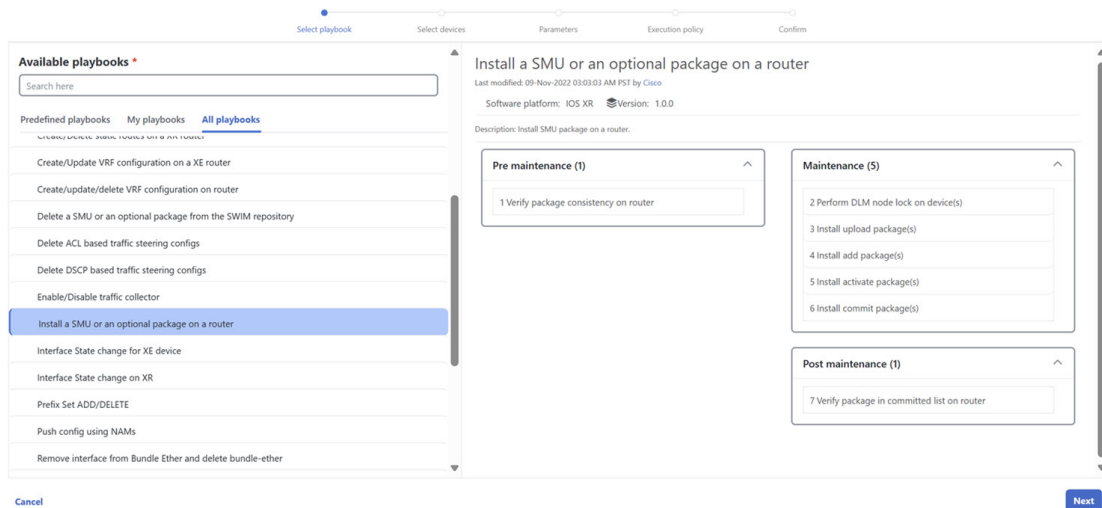 Select playbook
Select devices
Parameters
Execution policy
Confirm
Available playbooks *
Search here
Predefined playbooks My playbooks All playbooks
Create/Delete static routes on a XR router
Create/Update VRF configuration on a XE router
Create/update/delete VRF configuration on router
Delete a SMU or an optional package from the SWIM repository
Delete ACL based traffic steering configs
Delete DSCP based traffic steering configs
Enable/Disable traffic collector
Install a SMU or an optional package on a router
Interface State change for XE device
Interface State change on XR
Prefix Set ADD/DELETE
Push config using NAMs
Remove interface from Bundle Ether and delete bundle-ether
Install a SMU or an optional package on a router
Last modified: 09-Nov-2022 03:03:03 AM PST by Cisco
Software platform: IOS XR Version: 1.0.0
Description: Install SMU package on a router.
Pre maintenance (1)
1 Verify package consistency on router
Maintenance (5)
2 Perform DLM node lock on device(s)
3 Install upload package(s)
4 Install add package(s)
5 Install activate package(s)
6 Install commit package(s)
Post maintenance (1)
7 Verify package in committed list on router
Cancel
Next